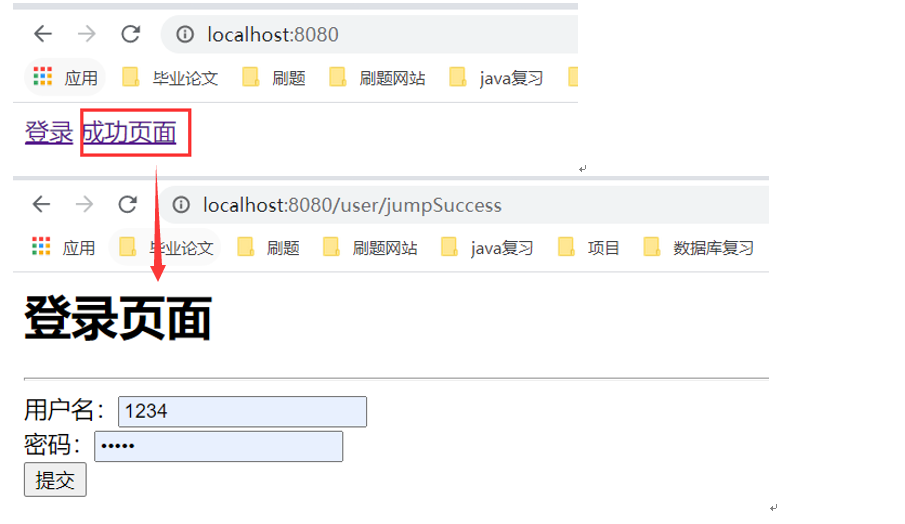 localhost:8080
应用 毕业论文 刷题 刷题网站 java复习
登录 成功页面
localhost:8080/user/jumpSuccess
应用 毕业论文 刷题 刷题网站 java复习 项目 数据库复习
登录页面
用户名：1234
密码：•••••
提交